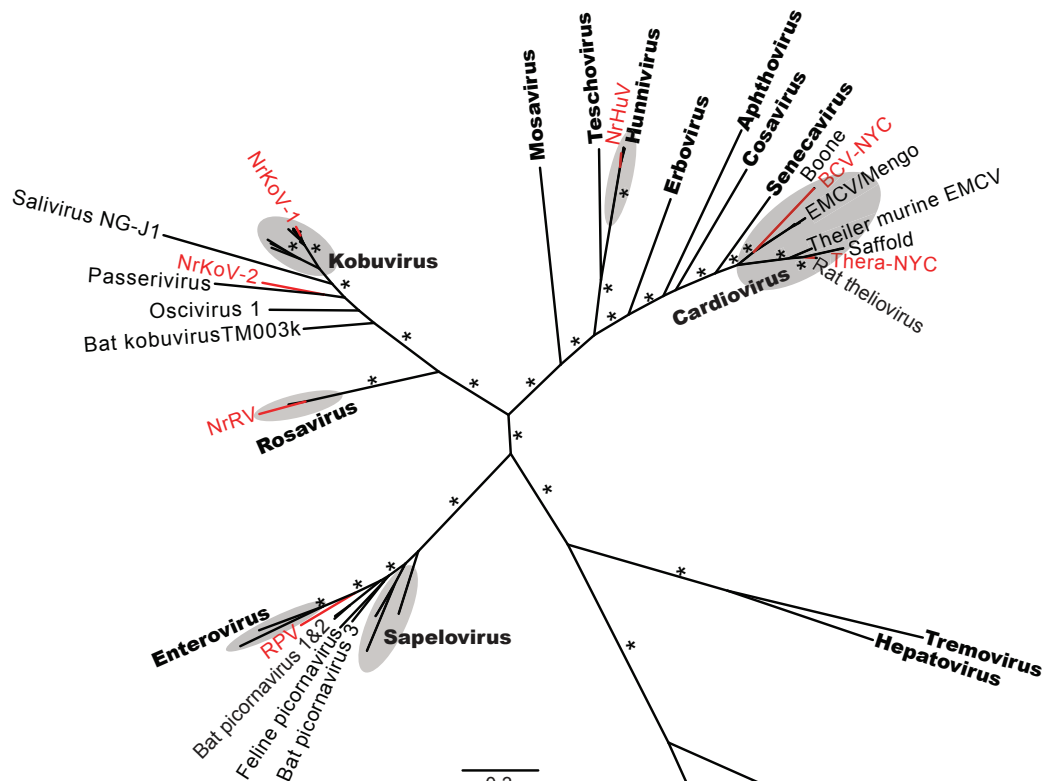 Mosavirus
Teschovirus
NrHuV
Hunnivirus
Erbovirus
Aphthovirus
Cosavirus
Senecavirus
Boone
BCV-NYC
EMCV/Mengo
Theiler murine EMCV
Saffold
Thera-NYC
Rat theliovirus
Cardiovirus
NrKoV-1
Salivirus NG-J1
Kobuvirus
NrKoV-2
Passerivirus
Oscivirus 1
Bat kobuvirusTM003k
NrRV
Rosavirus
Enterovirus
RPV
Bat picornavirus 1&2
Feline picornavirus
Bat picornavirus 3
Sapelovirus
Tremovirus
Hepatovirus